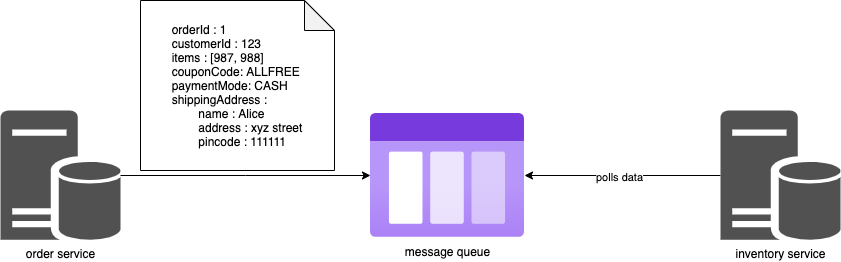 orderId : 1
customerId : 123
items : [987, 988]
couponCode: ALLFREE
paymentMode: CASH
shippingAddress :
name : Alice
address : xyz street
pincode : 111111
polls data
order service
message queue
inventory service